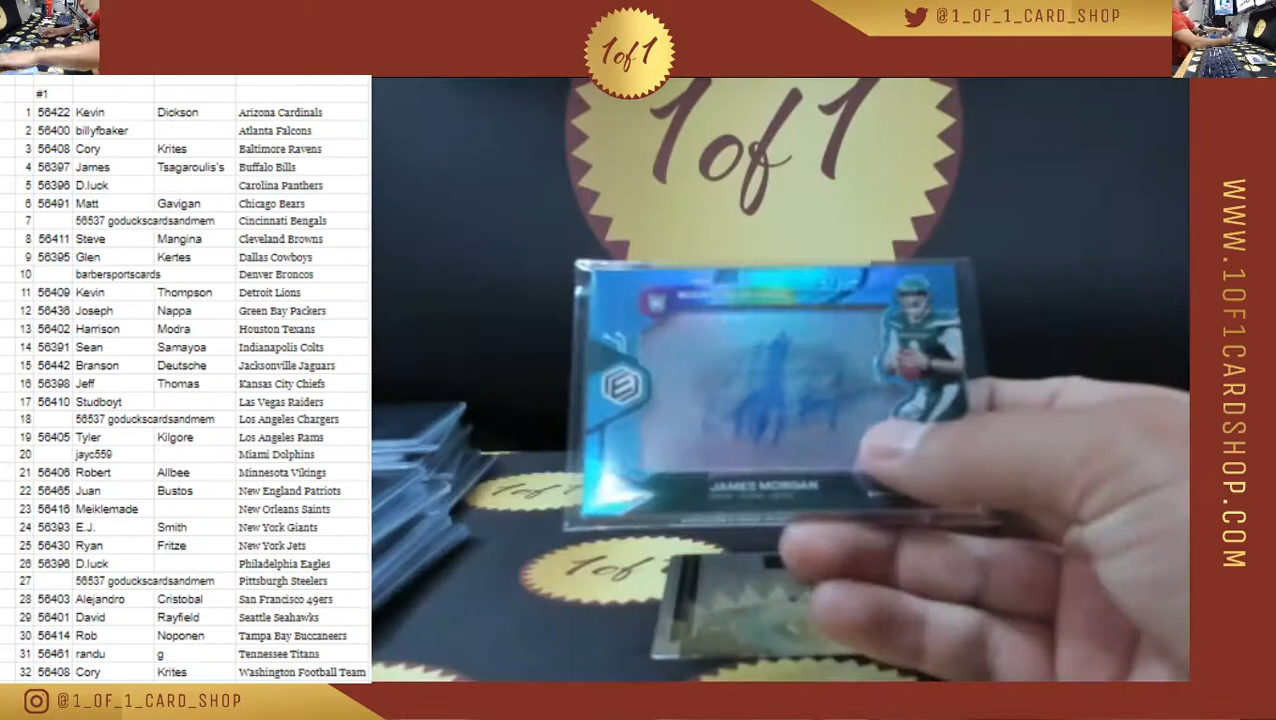 1of1
@1_OF_1_CARD_SHOP
#1
1 56422 Kevin Dickson Arizona Cardinals
2 56400 billyfbaker Atlanta Falcons
3 56408 Cory Krites Baltimore Ravens
4 56397 James Tsagaroulis's Buffalo Bills
5 56396 D.luck Carolina Panthers
6 56491 Matt Gavigan Chicago Bears
7 56537 goduckscardsandmem Cincinnati Bengals
8 56411 Steve Mangina Cleveland Browns
9 56395 Glen Kertes Dallas Cowboys
10 barbersportscards Denver Broncos
11 56409 Kevin Thompson Detroit Lions
12 56436 Joseph Nappa Green Bay Packers
13 56402 Harrison Modra Houston Texans
14 56391 Sean Samayoa Indianapolis Colts
15 56442 Branson Deutsche Jacksonville Jaguars
16 56398 Jeff Thomas Kansas City Chiefs
17 56410 Studboyt Las Vegas Raiders
18 56537 goduckscardsandmem Los Angeles Chargers
19 56405 Tyler Kilgore Los Angeles Rams
20 jayc559 Miami Dolphins
21 56406 Robert Allbee Minnesota Vikings
22 56465 Juan Bustos New England Patriots
23 56416 Meiklemade New Orleans Saints
24 56393 E.J. Smith New York Giants
25 56430 Ryan Fritze New York Jets
26 56396 D.luck Philadelphia Eagles
27 56537 goduckscardsandmem Pittsburgh Steelers
28 56403 Alejandro Cristobal San Francisco 49ers
29 56401 David Rayfield Seattle Seahawks
30 56414 Rob Noponen Tampa Bay Buccaneers
31 56461 randu g Tennessee Titans
32 56408 Cory Krites Washington Football Team
1of1
JAMES MORGAN
1 of 1
1 of
WWW.1OF1CARDSHOP.COM
@1_OF_1_CARD_SHOP